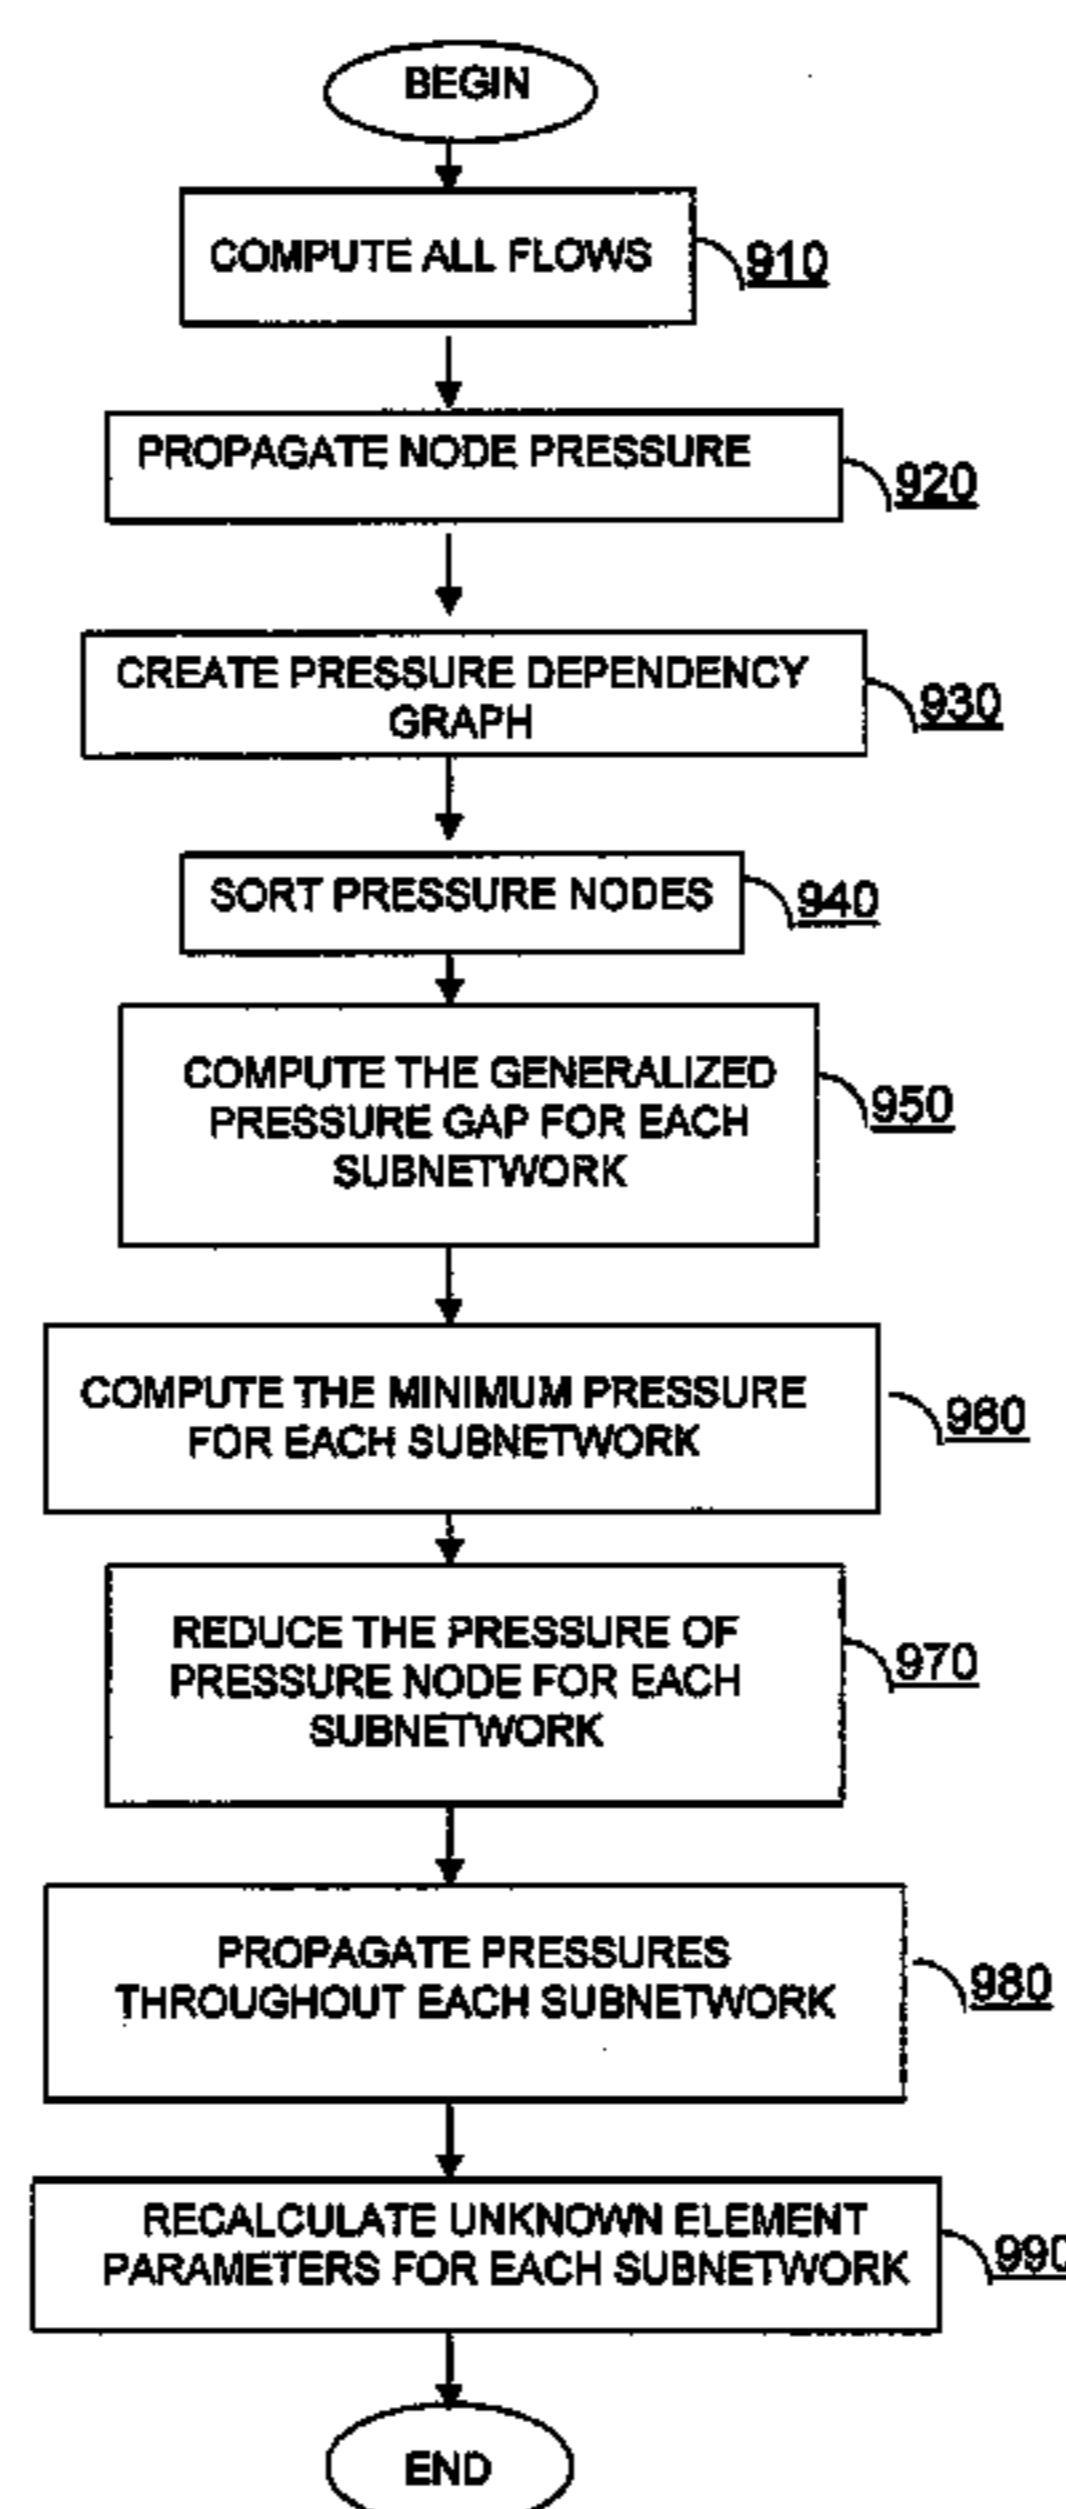 BEGIN
COMPUTE ALL FLOWS
910
PROPAGATE NODE PRESSURE
920
CREATE PRESSURE DEPENDENCY
GRAPH
930
SORT PRESSURE NODES
940
COMPUTE THE GENERALIZED
PRESSURE GAP FOR EACH
SUBNETWORK
950
COMPUTE THE MINIMUM PRESSURE
FOR EACH SUBNETWORK
960
REDUCE THE PRESSURE OF
PRESSURE NODE FOR EACH
SUBNETWORK
970
PROPAGATE PRESSURES
THROUGHOUT EACH SUBNETWORK
980
RECALCULATE UNKNOWN ELEMENT
PARAMETERS FOR EACH SUBNETWORK
990
END